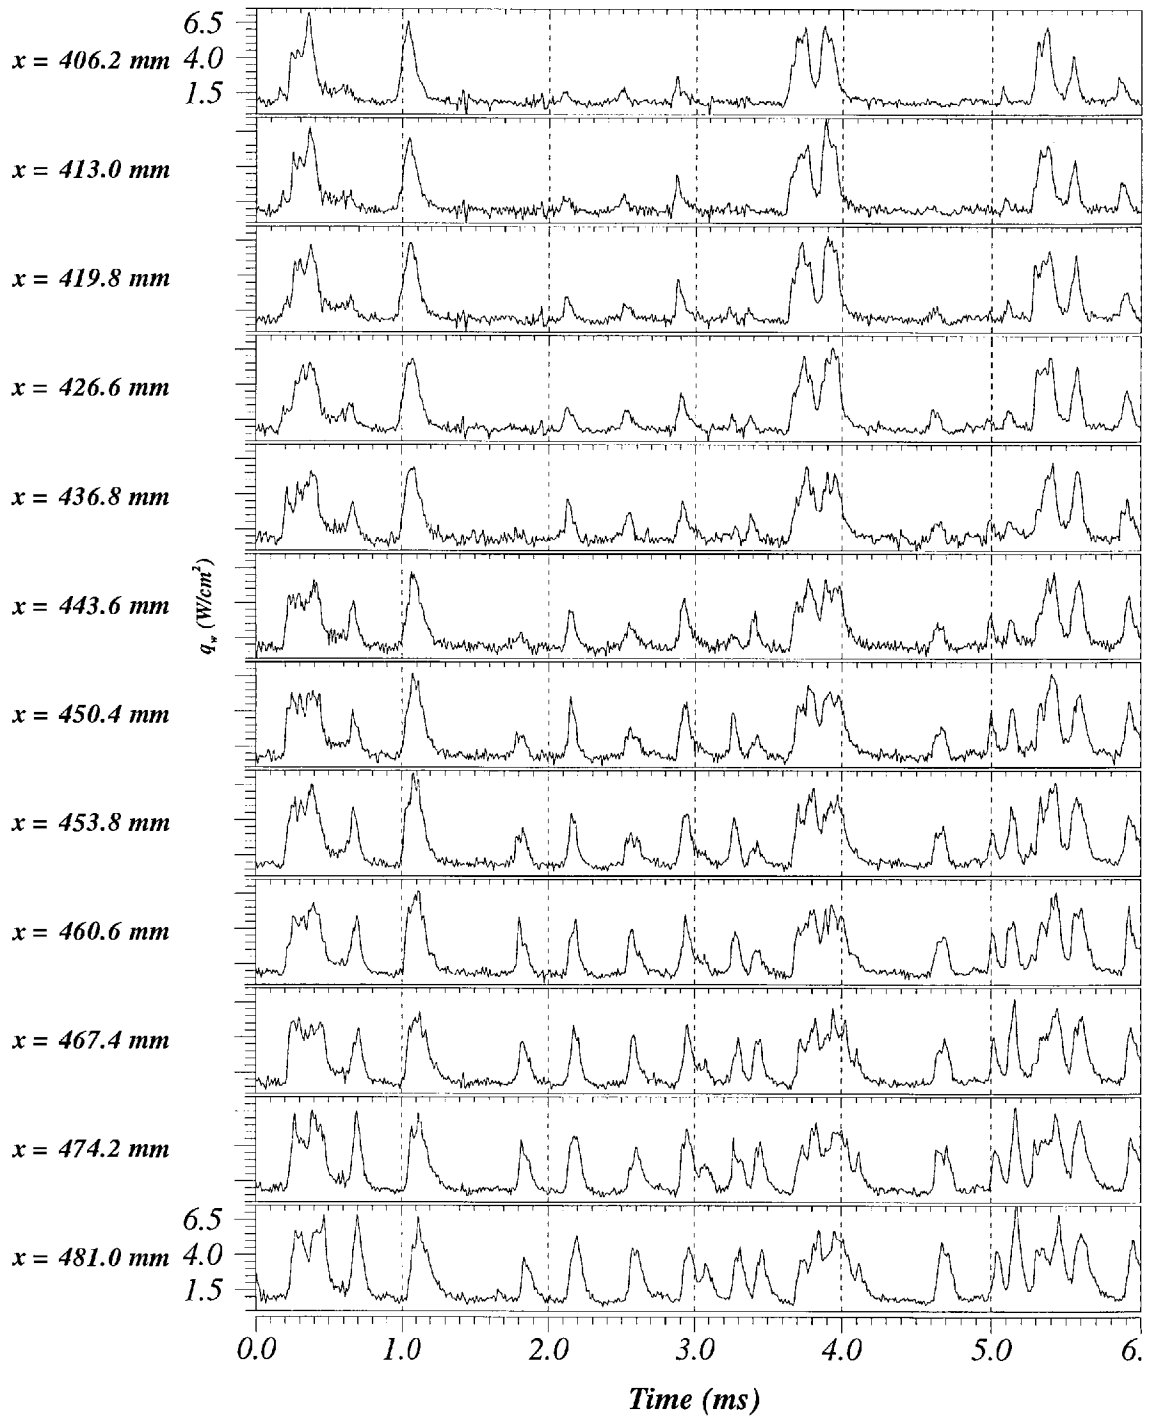 6.5
x = 406.2 mm 4.0
1.5
x = 413.0 mm
x = 419.8 mm
x = 426.6 mm
x = 436.8 mm
q_w (W/cm²)
x = 443.6 mm
x = 450.4 mm
x = 453.8 mm
x = 460.6 mm
x = 467.4 mm
x = 474.2 mm
6.5
x = 481.0 mm 4.0
1.5
0.0 1.0 2.0 3.0 4.0 5.0 6.
Time (ms)